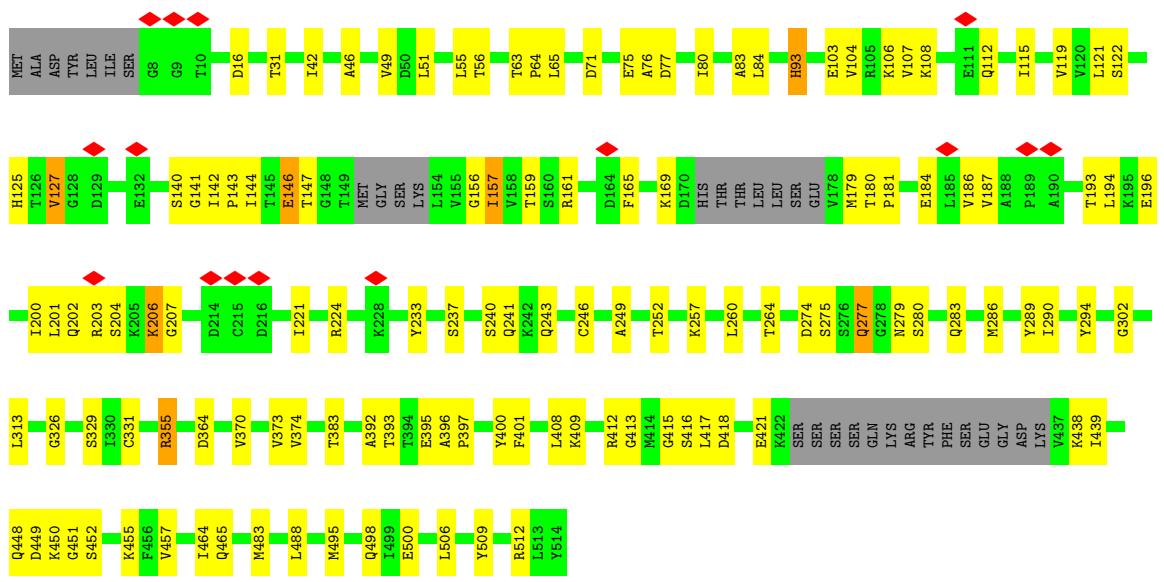 MET ALA ASP TYR LEU ILE SER G8 G9 T10 D16 T31 I42 A46 V49 D50 L51 L55 T56 T63 P64 L65 D71 E75 A76 D77 I80 A83 L84 H93 E103 V104 R105 K106 V107 K108 E111 Q112 I115 V119 V120 L121 S122
H125 T126 V127 G128 D129 E132 S140 G141 I142 P143 I144 T145 E146 T147 G148 T149 MET GLY SER LYS L154 V155 G156 I157 V158 T159 S160 R161 D164 F165 K169 D170 HIS THR THR LEU LEU SER GLU V178 M179 T180 P181 E184 L185 V186 V187 A188 P189 A190 T193 L194 K195 E196
I200 L201 Q202 R203 S204 K205 K206 G207 D214 C215 D216 I221 R224 K228 Y233 S237 S240 Q241 K242 Q243 C246 A249 T252 K257 L260 T264 D274 S275 S276 Q277 G278 N279 S280 Q283 M286 Y289 I290 Y294 G302
L313 G326 S329 I330 C331 R355 D364 V370 V373 V374 T383 A392 T393 T394 E395 A396 P397 Y400 F401 L408 K409 R412 G413 M414 G415 S416 L417 D418 E421 K422 SER SER SER SER GLN LYS ARG TYR PHE SER GLU GLY ASP LYS V437 K438 I439
Q448 D449 K450 G451 S452 K455 F456 V457 I464 Q465 M483 L488 M495 Q498 I499 E500 L506 Y509 R512 L513 Y514